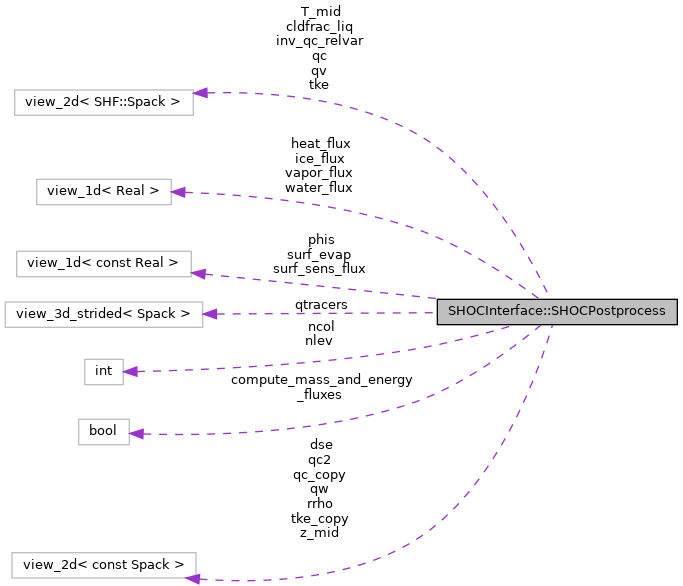 T_mid
cldfrac_liq
inv_qc_relvar
qc
qv
tke
view_2d< SHF::Spack >
heat_flux
ice_flux
vapor_flux
water_flux
view_1d< Real >
phis
surf_evap
surf_sens_flux
view_1d< const Real >
qtracers
view_3d_strided< Spack >
SHOCInterface::SHOCPostprocess
ncol
nlev
int
compute_mass_and_energy
_fluxes
bool
dse
qc2
qc_copy
qw
rrho
tke_copy
z_mid
view_2d< const Spack >